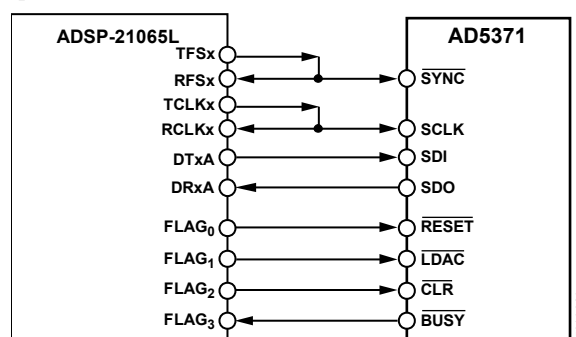 ADSP-21065L AD5371
TFSx
RFSx SYNC
TCLKx
RCLKx SCLK
DTxA SDI
DRxA SDO
FLAG0 RESET
FLAG1 LDAC
FLAG2 CLR
FLAG3 BUSY